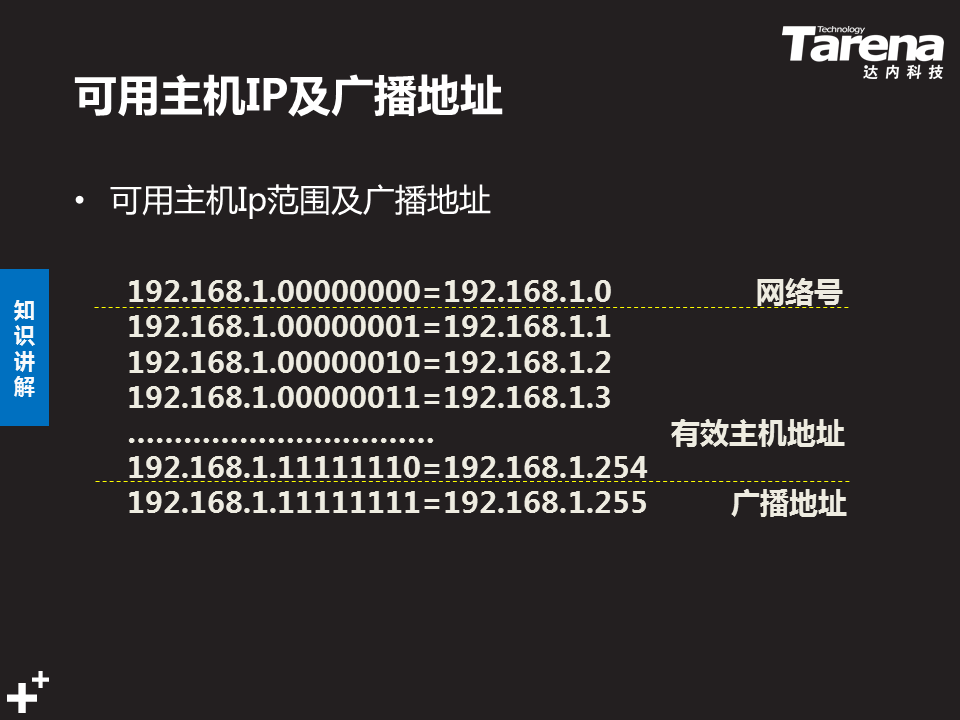 Technology
Tarena
达内科技
可用主机IP及广播地址
• 可用主机Ip范围及广播地址
192.168.1.00000000=192.168.1.0 网络号
192.168.1.00000001=192.168.1.1
192.168.1.00000010=192.168.1.2
192.168.1.00000011=192.168.1.3
................................. 有效主机地址
192.168.1.11111110=192.168.1.254
192.168.1.11111111=192.168.1.255 广播地址
知识讲解